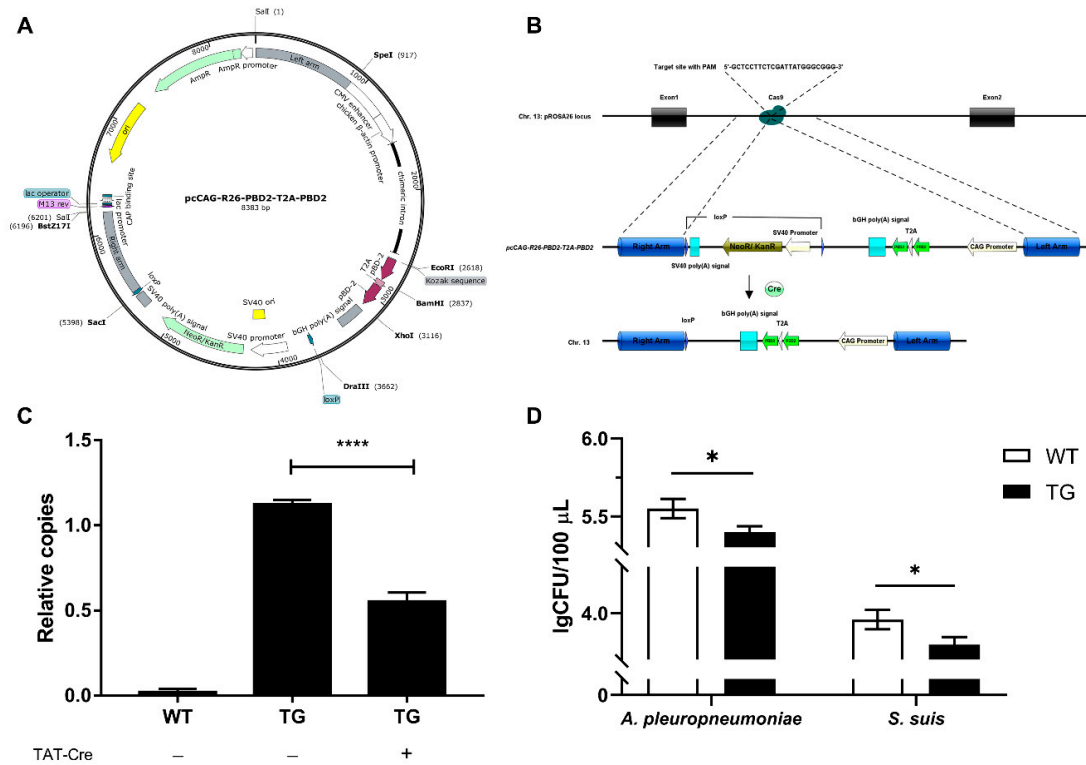 A
SalI (1)
SpeI (917)
8000
1000
2000
3000
4000
5000
6000
7000
Left arm
AmpR promoter
AmpR
CMV enhancer
chicken β-actin promoter
chimeric intron
ori
CAP binding site
lac promoter
lac operator
M13 rev
(6201) SalI
(6196) BstZ17I
pcCAG-R26-PBD2-T2A-PBD2
8383 bp
Right arm
loxP
SV40 poly(A) signal
(5398) SacI
NeoR/KanR
SV40 promoter
SV40 ori
bGH poly(A) signal
pBD-2
T2A
pBD-2
EcoRI (2618)
Kozak sequence
BamHI (2837)
XhoI (3116)
DraIII (3662)
loxP
B
Target site with PAM 5'-GCTCCTTCTCGATTATGGGCGGG-3'
Exon1
Cas9
Exon2
Chr. 13: pROSA26 locus
loxP
bGH poly(A) signal
SV40 Promoter
T2A
pcCAG-R26-PBD2-T2A-PBD2
Right Arm
NeoR/ KanR
CAG Promoter
Left Arm
SV40 poly(A) signal
Cre
loxP
bGH poly(A) signal
T2A
Chr. 13
Right Arm
CAG Promoter
Left Arm
C
Relative copies
1.5
1.0
0.5
0.0
****
WT
TG
TG
TAT-Cre
–
–
+
D
lgCFU/100 μL
6.0
5.5
4.0
0
*
*
WT
TG
A. pleuropneumoniae
S. suis